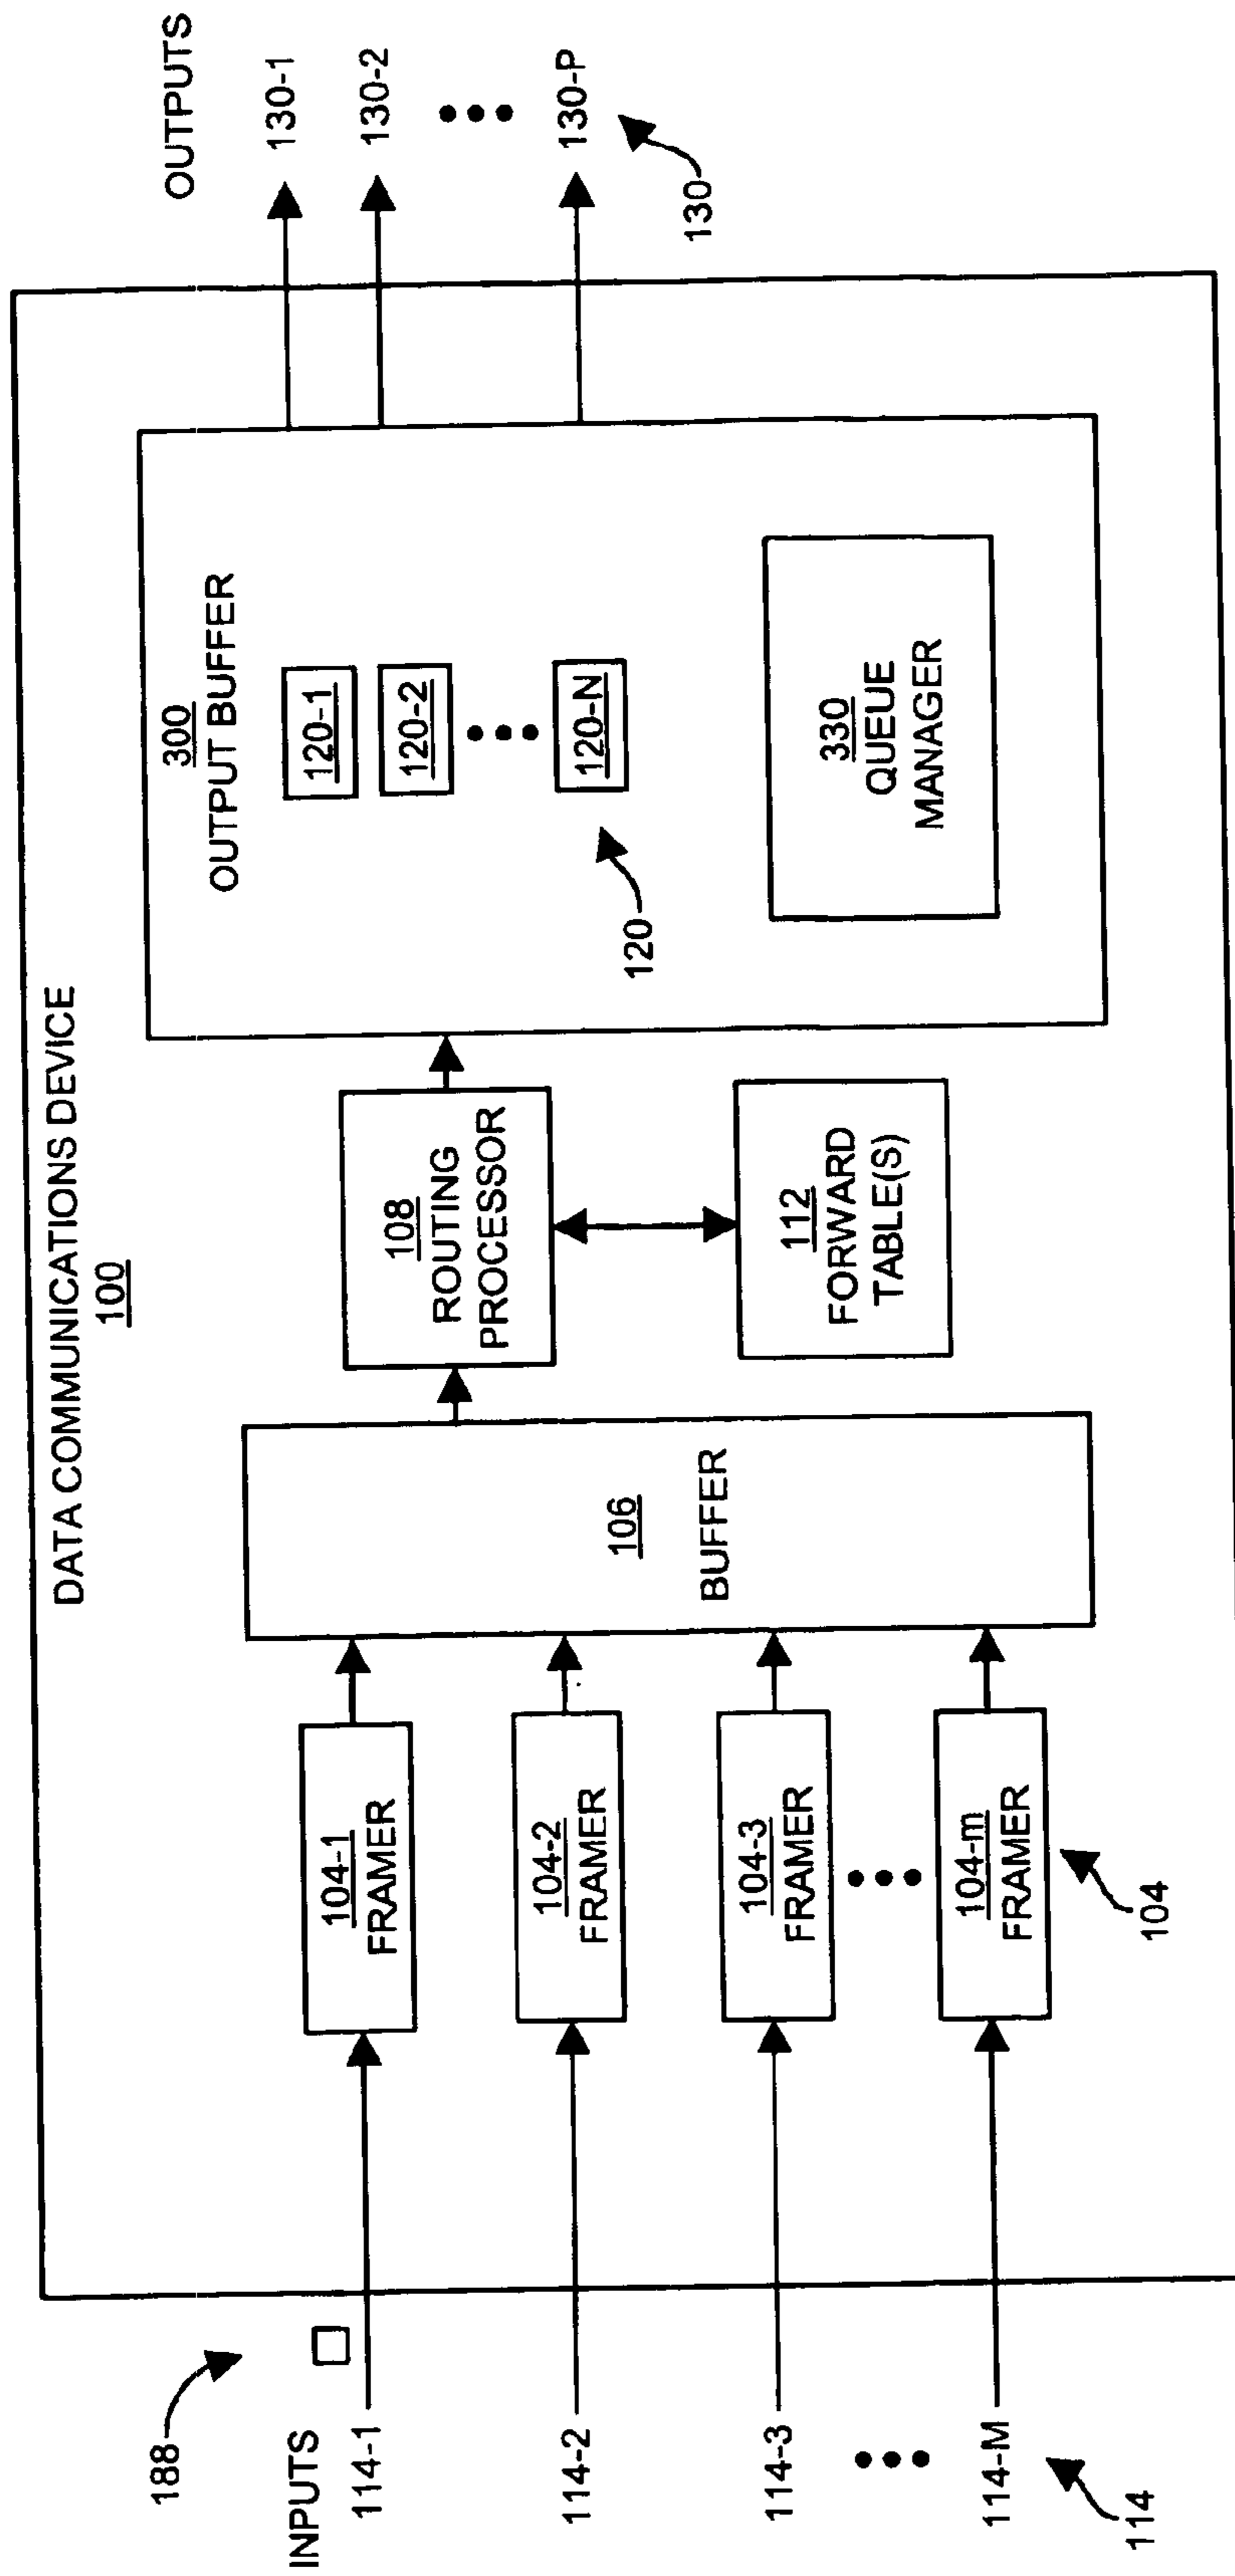 DATA COMMUNICATIONS DEVICE
100
188
INPUTS
114-1
114-2
114-3
114-M
114
104-1
FRAMER
104-2
FRAMER
104-3
FRAMER
104-m
FRAMER
104
106
BUFFER
108
ROUTING
PROCESSOR
112
FORWARD
TABLE(S)
300
OUTPUT BUFFER
120-1
120-2
120-N
120
330
QUEUE
MANAGER
OUTPUTS
130-1
130-2
130-P
130